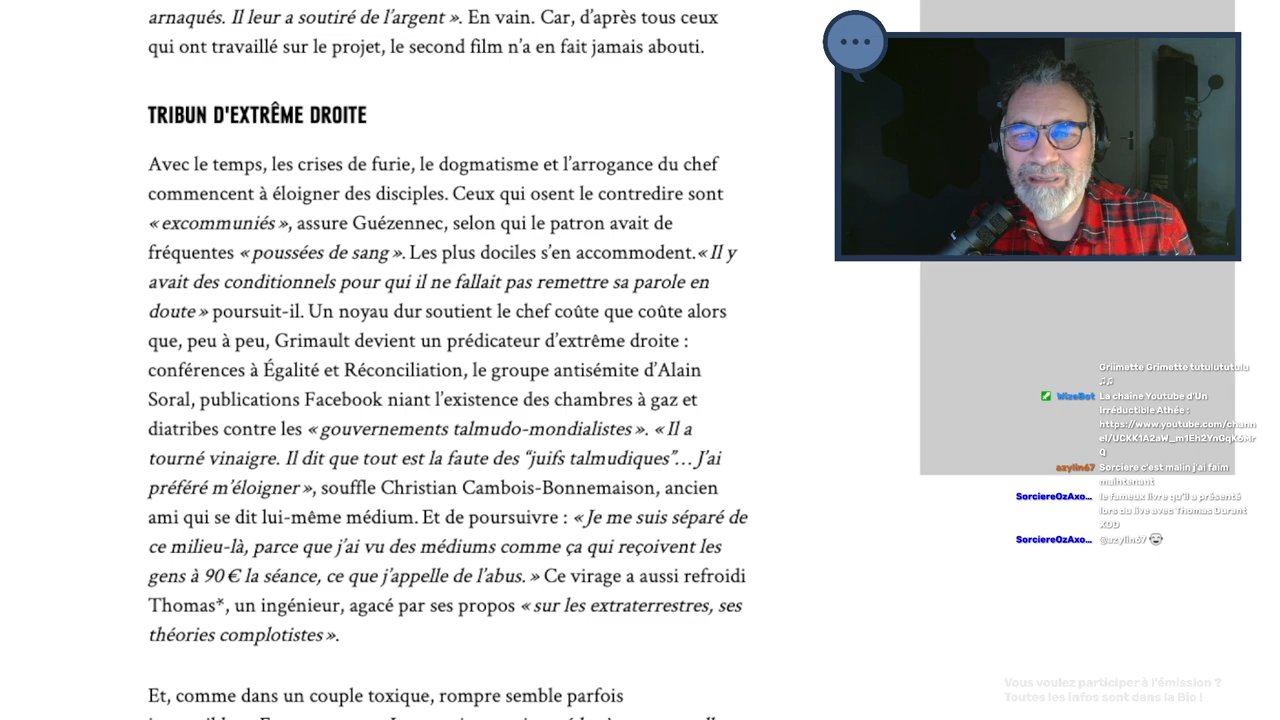 arnaqués. Il leur a soutiré de l’argent ». En vain. Car, d’après tous ceux
qui ont travaillé sur le projet, le second film n’a en fait jamais abouti.
TRIBUN D'EXTRÊME DROITE
Avec le temps, les crises de furie, le dogmatisme et l’arrogance du chef
commencent à éloigner des disciples. Ceux qui osent le contredire sont
« excommuniés », assure Guézennec, selon qui le patron avait de
fréquentes « poussées de sang ». Les plus dociles s’en accommodent.« Il y
avait des conditionnels pour qui il ne fallait pas remettre sa parole en
doute » poursuit-il. Un noyau dur soutient le chef coûte que coûte alors
que, peu à peu, Grimault devient un prédicateur d’extrême droite :
conférences à Égalité et Réconciliation, le groupe antisémite d’Alain
Soral, publications Facebook niant l’existence des chambres à gaz et
diatribes contre les « gouvernements talmudo-mondialistes ». « Il a
tourné vinaigre. Il dit que tout est la faute des “juifs talmudiques”… J’ai
préféré m’éloigner », souffle Christian Cambois-Bonnemaison, ancien
ami qui se dit lui-même médium. Et de poursuivre : « Je me suis séparé de
ce milieu-là, parce que j’ai vu des médiums comme ça qui reçoivent les
gens à 90 € la séance, ce que j’appelle de l’abus. » Ce virage a aussi refroidi
Thomas*, un ingénieur, agacé par ses propos « sur les extraterrestres, ses
théories complotistes ».
Et, comme dans un couple toxique, rompre semble parfois
Griimette Grimette tutulututulu
WizeBot La chaîne Youtube d'Un
Irréductible Athée :
https://www.youtube.com/chann
el/UCKK1A2aW_m1Eh2YnGqK6Mr
Q
azylin67 Sorciere c'est malin j'ai faim
maintenant
SorciereOzAxo... le fameux livre qu'il a présenté
lors du live avec Thomas Durant
XDD
SorciereOzAxo... @azylin67
Vous voulez participer à l'émission ?
Toutes les infos sont dans la Bio !